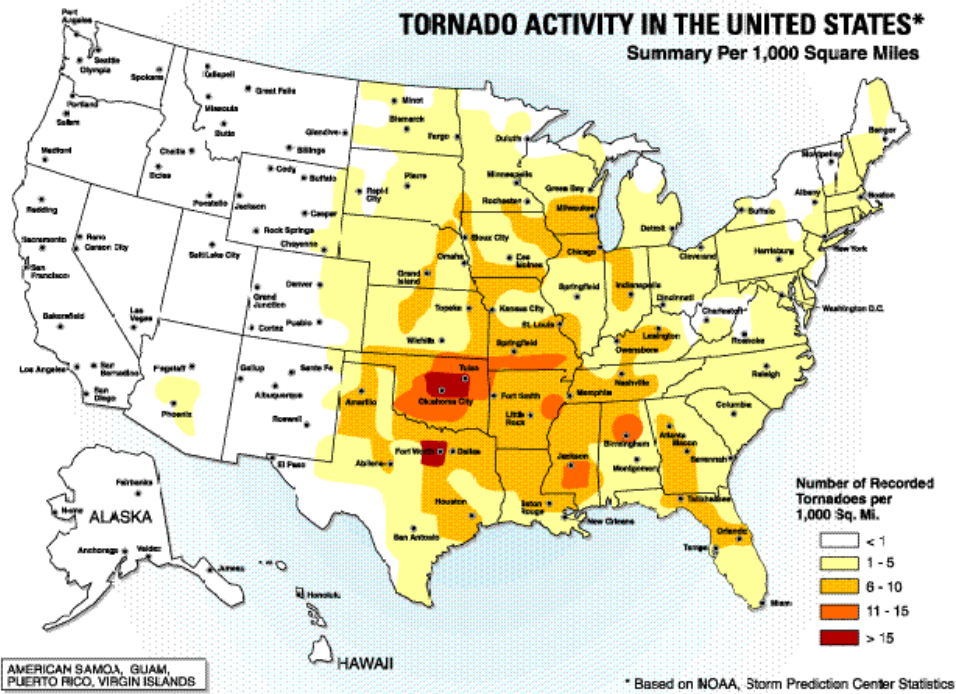 TORNADO ACTIVITY IN THE UNITED STATES*
Summary Per 1,000 Square Miles
Port
Angeles
Seattle
Olympia
Spokane
Portland
Salem
Medford
Great Falls
Missoula
Butte
Glendive
Billings
Boise
Pocatello
Cody
Buffalo
Jackson
Casper
Rock Springs
Cheyenne
Minot
Bismarck
Fargo
Pierre
Rapid
City
Duluth
Minneapolis
Rochester
Green Bay
Milwaukee
Redding
Sacramento
San
Francisco
Reno
Carson City
Salt Lake City
Bakersfield
Las
Vegas
Los Angeles
San
Bernardino
San
Diego
Denver
Grand
Junction
Pueblo
Cortez
Flagstaff
Phoenix
Gallup
Santa Fe
Albuquerque
Roswell
El Paso
Sioux City
Omaha
Des
Moines
Grand
Island
Topeka
Wichita
Kansas City
St. Louis
Springfield
Chicago
Springfield
Indianapolis
Detroit
Cleveland
Cincinnati
Charleston
Roanoke
Lexington
Owensboro
Nashville
Memphis
Tulsa
Oklahoma City
Amarillo
Fort Smith
Little
Rock
Fort Worth
Dallas
Abilene
Houston
San Antonio
Jackson
Baton
Rouge
New Orleans
Birmingham
Montgomery
Atlanta
Macon
Savannah
Columbia
Raleigh
Tallahassee
Orlando
Tampa
Miami
Bangor
Montpelier
Albany
Boston
Buffalo
Harrisburg
New York
Washington D.C.
Fairbanks
Nome
ALASKA
Anchorage
Valdez
Juneau
Honolulu
HAWAII
Number of Recorded
Tornadoes per
1,000 Sq. Mi.
< 1
1 - 5
6 - 10
11 - 15
> 15
AMERICAN SAMOA, GUAM,
PUERTO RICO, VIRGIN ISLANDS
* Based on NOAA, Storm Prediction Center Statistics